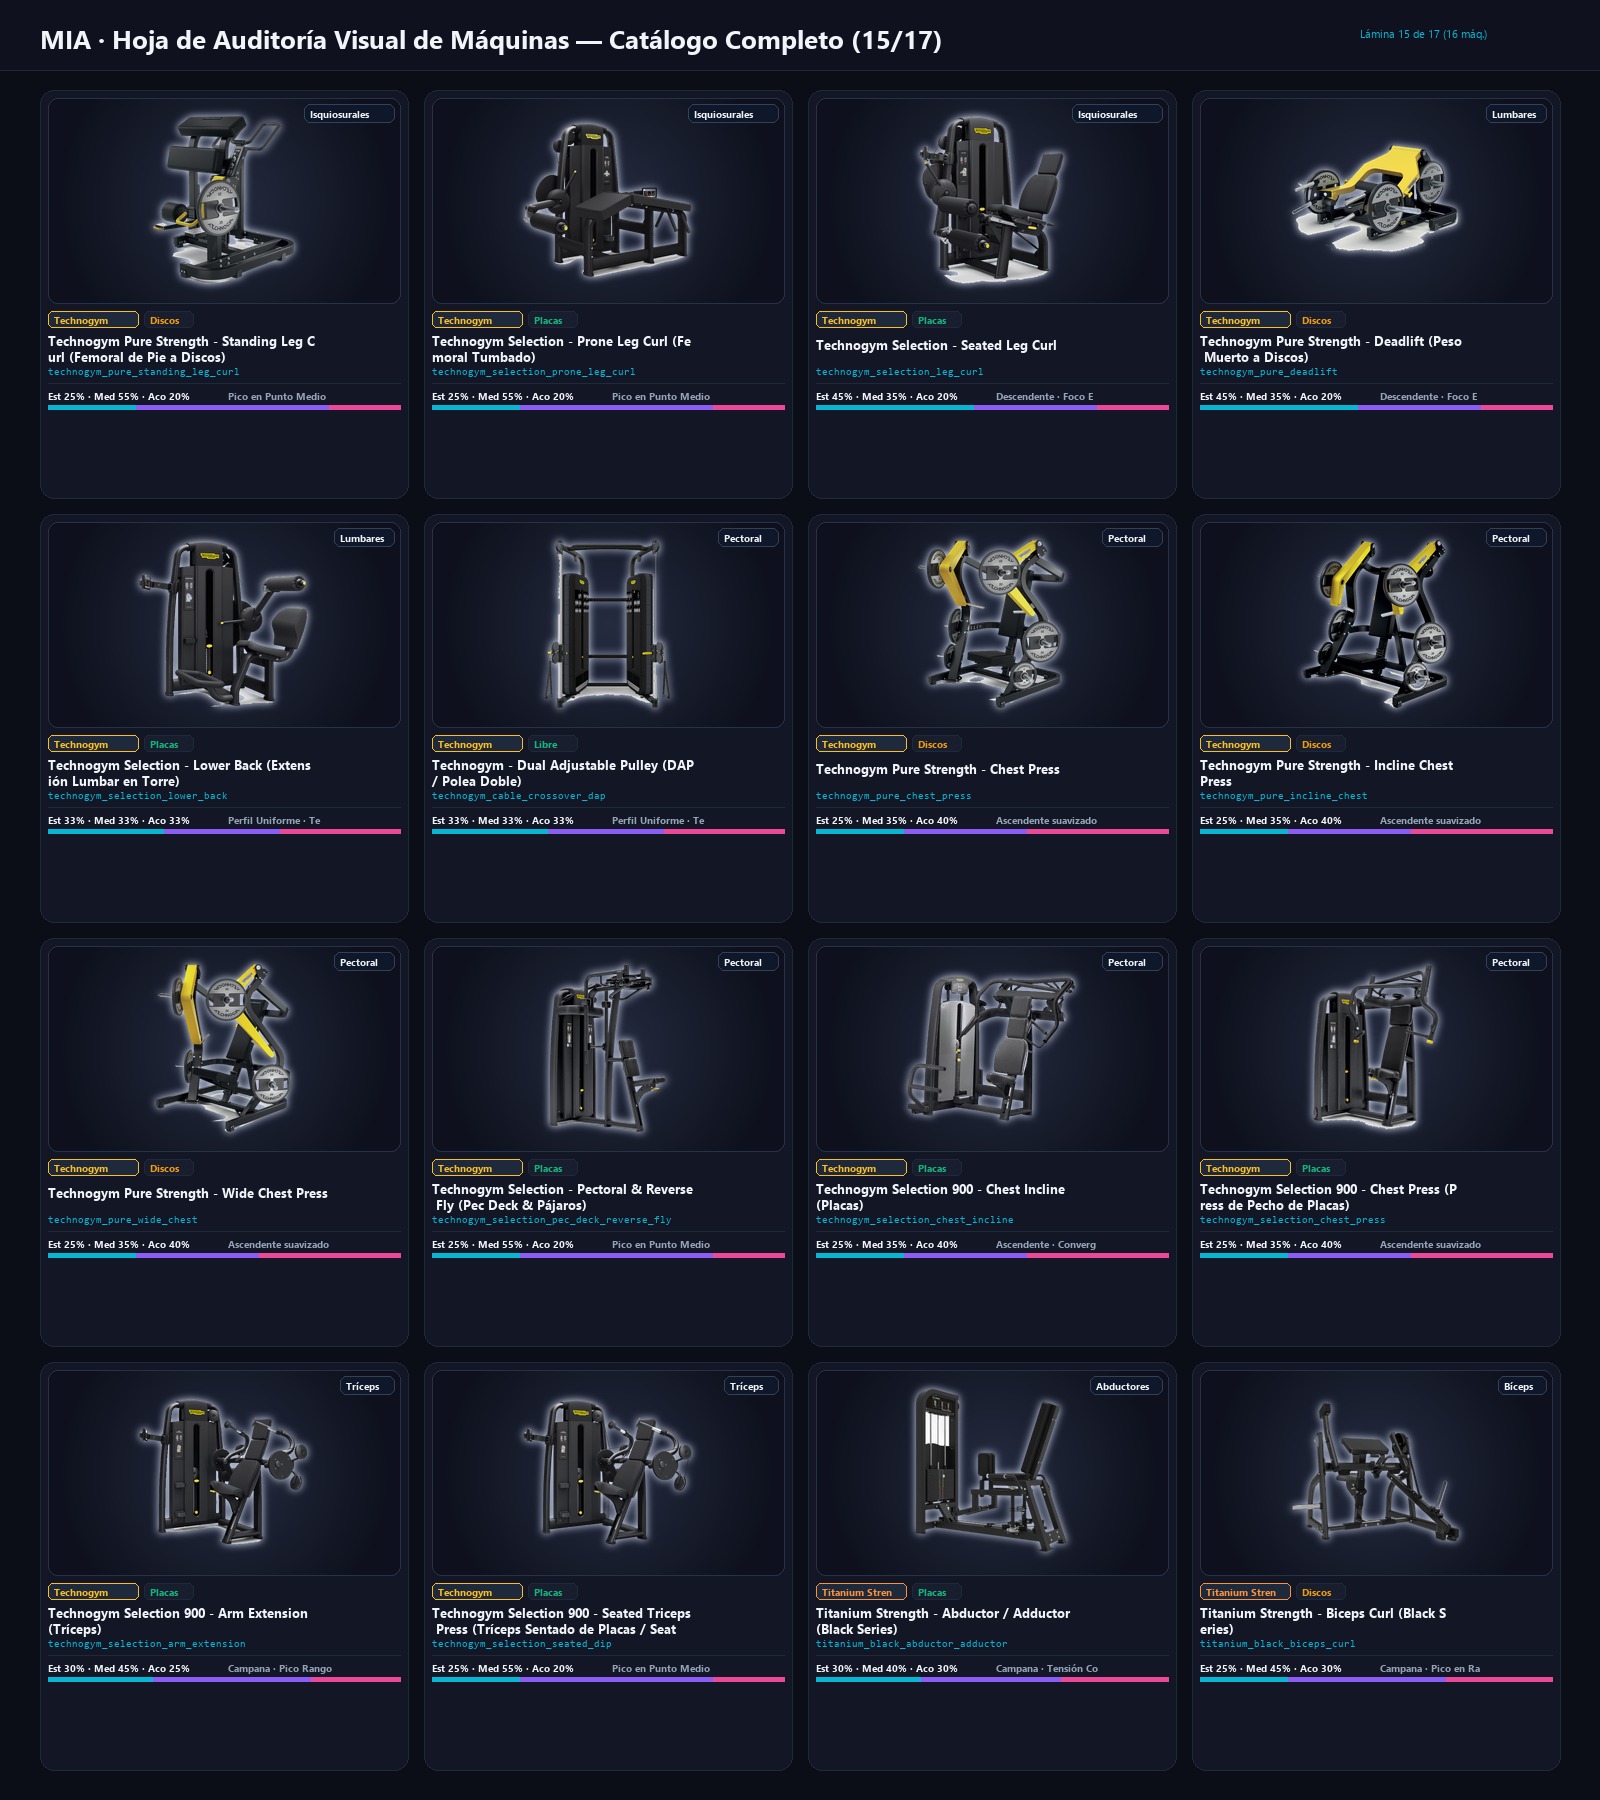 MIA · Hoja de Auditoría Visual de Máquinas — Catálogo Completo (15/17)
Lámina 15 de 17 (16 máq.)
Isquiosurales
Technogym
Discos
Technogym Pure Strength - Standing Leg C
url (Femoral de Pie a Discos)
technogym_pure_standing_leg_curl
Est 25% · Med 55% · Aco 20%
Pico en Punto Medio
Isquiosurales
Technogym
Placas
Technogym Selection - Prone Leg Curl (Fe
moral Tumbado)
technogym_selection_prone_leg_curl
Est 25% · Med 55% · Aco 20%
Pico en Punto Medio
Isquiosurales
Technogym
Placas
Technogym Selection - Seated Leg Curl
technogym_selection_leg_curl
Est 45% · Med 35% · Aco 20%
Descendente · Foco E
Lumbares
Technogym
Discos
Technogym Pure Strength - Deadlift (Peso
Muerto a Discos)
technogym_pure_deadlift
Est 45% · Med 35% · Aco 20%
Descendente · Foco E
Lumbares
Technogym
Placas
Technogym Selection - Lower Back (Extens
ión Lumbar en Torre)
technogym_selection_lower_back
Est 33% · Med 33% · Aco 33%
Perfil Uniforme · Te
Pectoral
Technogym
Libre
Technogym - Dual Adjustable Pulley (DAP
/ Polea Doble)
technogym_cable_crossover_dap
Est 33% · Med 33% · Aco 33%
Perfil Uniforme · Te
Pectoral
Technogym
Discos
Technogym Pure Strength - Chest Press
technogym_pure_chest_press
Est 25% · Med 35% · Aco 40%
Ascendente suavizado
Pectoral
Technogym
Discos
Technogym Pure Strength - Incline Chest
Press
technogym_pure_incline_chest
Est 25% · Med 35% · Aco 40%
Ascendente suavizado
Pectoral
Technogym
Discos
Technogym Pure Strength - Wide Chest Press
technogym_pure_wide_chest
Est 25% · Med 35% · Aco 40%
Ascendente suavizado
Pectoral
Technogym
Placas
Technogym Selection - Pectoral & Reverse
Fly (Pec Deck & Pájaros)
technogym_selection_pec_deck_reverse_fly
Est 25% · Med 55% · Aco 20%
Pico en Punto Medio
Pectoral
Technogym
Placas
Technogym Selection 900 - Chest Incline
(Placas)
technogym_selection_chest_incline
Est 25% · Med 35% · Aco 40%
Ascendente · Converg
Pectoral
Technogym
Placas
Technogym Selection 900 - Chest Press (P
ress de Pecho de Placas)
technogym_selection_chest_press
Est 25% · Med 35% · Aco 40%
Ascendente suavizado
Tríceps
Technogym
Placas
Technogym Selection 900 - Arm Extension
(Tríceps)
technogym_selection_arm_extension
Est 30% · Med 45% · Aco 25%
Campana · Pico Rango
Tríceps
Technogym
Placas
Technogym Selection 900 - Seated Triceps
Press (Tríceps Sentado de Placas / Seat
technogym_selection_seated_dip
Est 25% · Med 55% · Aco 20%
Pico en Punto Medio
Abductores
Titanium Stren
Placas
Titanium Strength - Abductor / Adductor
(Black Series)
titanium_black_abductor_adductor
Est 30% · Med 40% · Aco 30%
Campana · Tensión Co
Bíceps
Titanium Stren
Discos
Titanium Strength - Biceps Curl (Black S
eries)
titanium_black_biceps_curl
Est 25% · Med 45% · Aco 30%
Campana · Pico en Ra